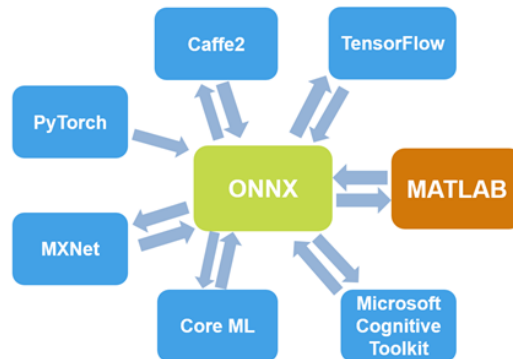 Caffe2
TensorFlow
PyTorch
ONNX
MATLAB
MXNet
Core ML
Microsoft
Cognitive
Toolkit